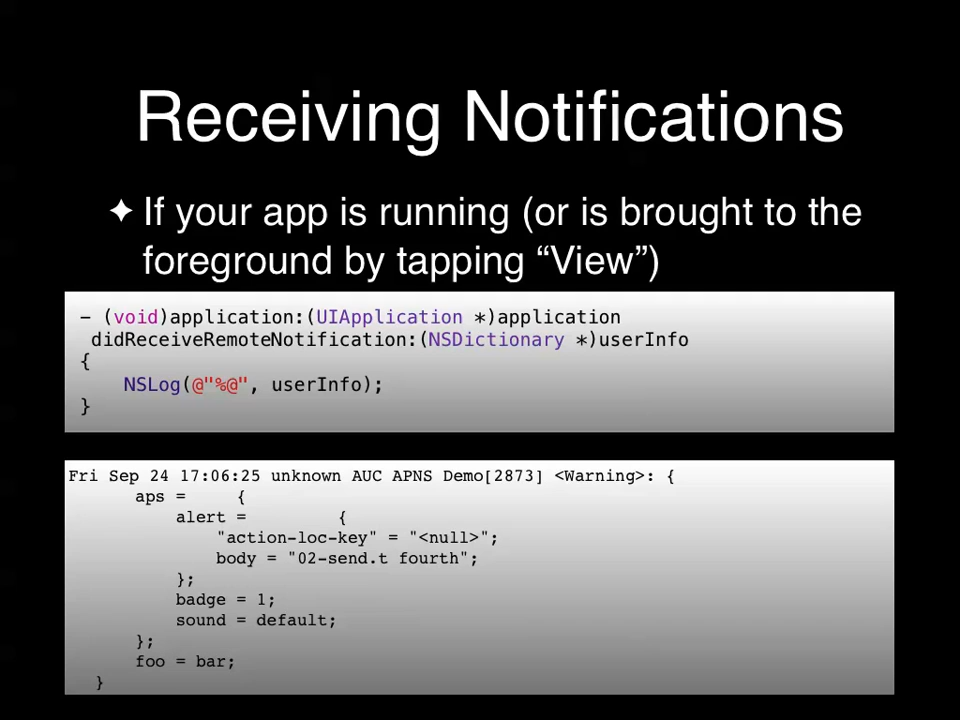 Receiving Notifications
✦ If your app is running (or is brought to the
foreground by tapping “View”)
- (void)application:(UIApplication *)application
 didReceiveRemoteNotification:(NSDictionary *)userInfo
{
    NSLog(@"%@", userInfo);
}
Fri Sep 24 17:06:25 unknown AUC APNS Demo[2873] <Warning>: {
      aps =     {
          alert =         {
              "action-loc-key" = "<null>";
              body = "02-send.t fourth";
          };
          badge = 1;
          sound = default;
      };
      foo = bar;
  }